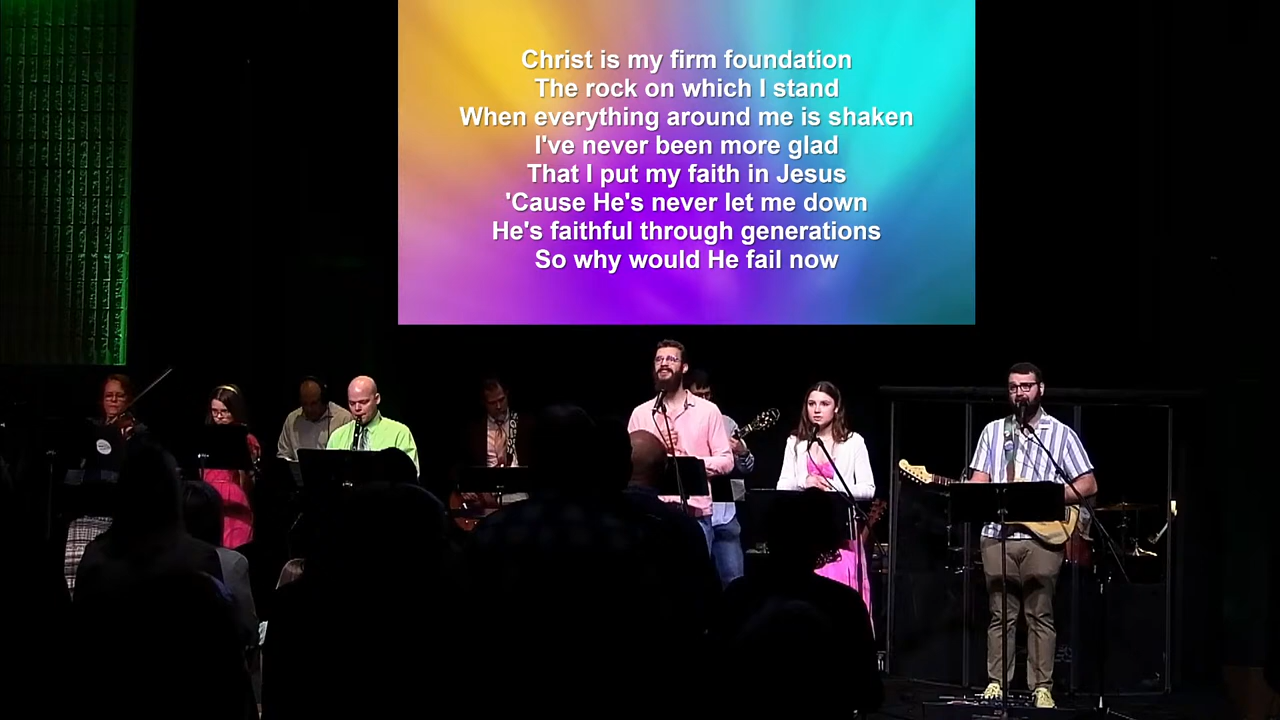 Christ is my firm foundation
The rock on which I stand
When everything around me is shaken
I've never been more glad
That I put my faith in Jesus
'Cause He's never let me down
He's faithful through generations
So why would He fail now